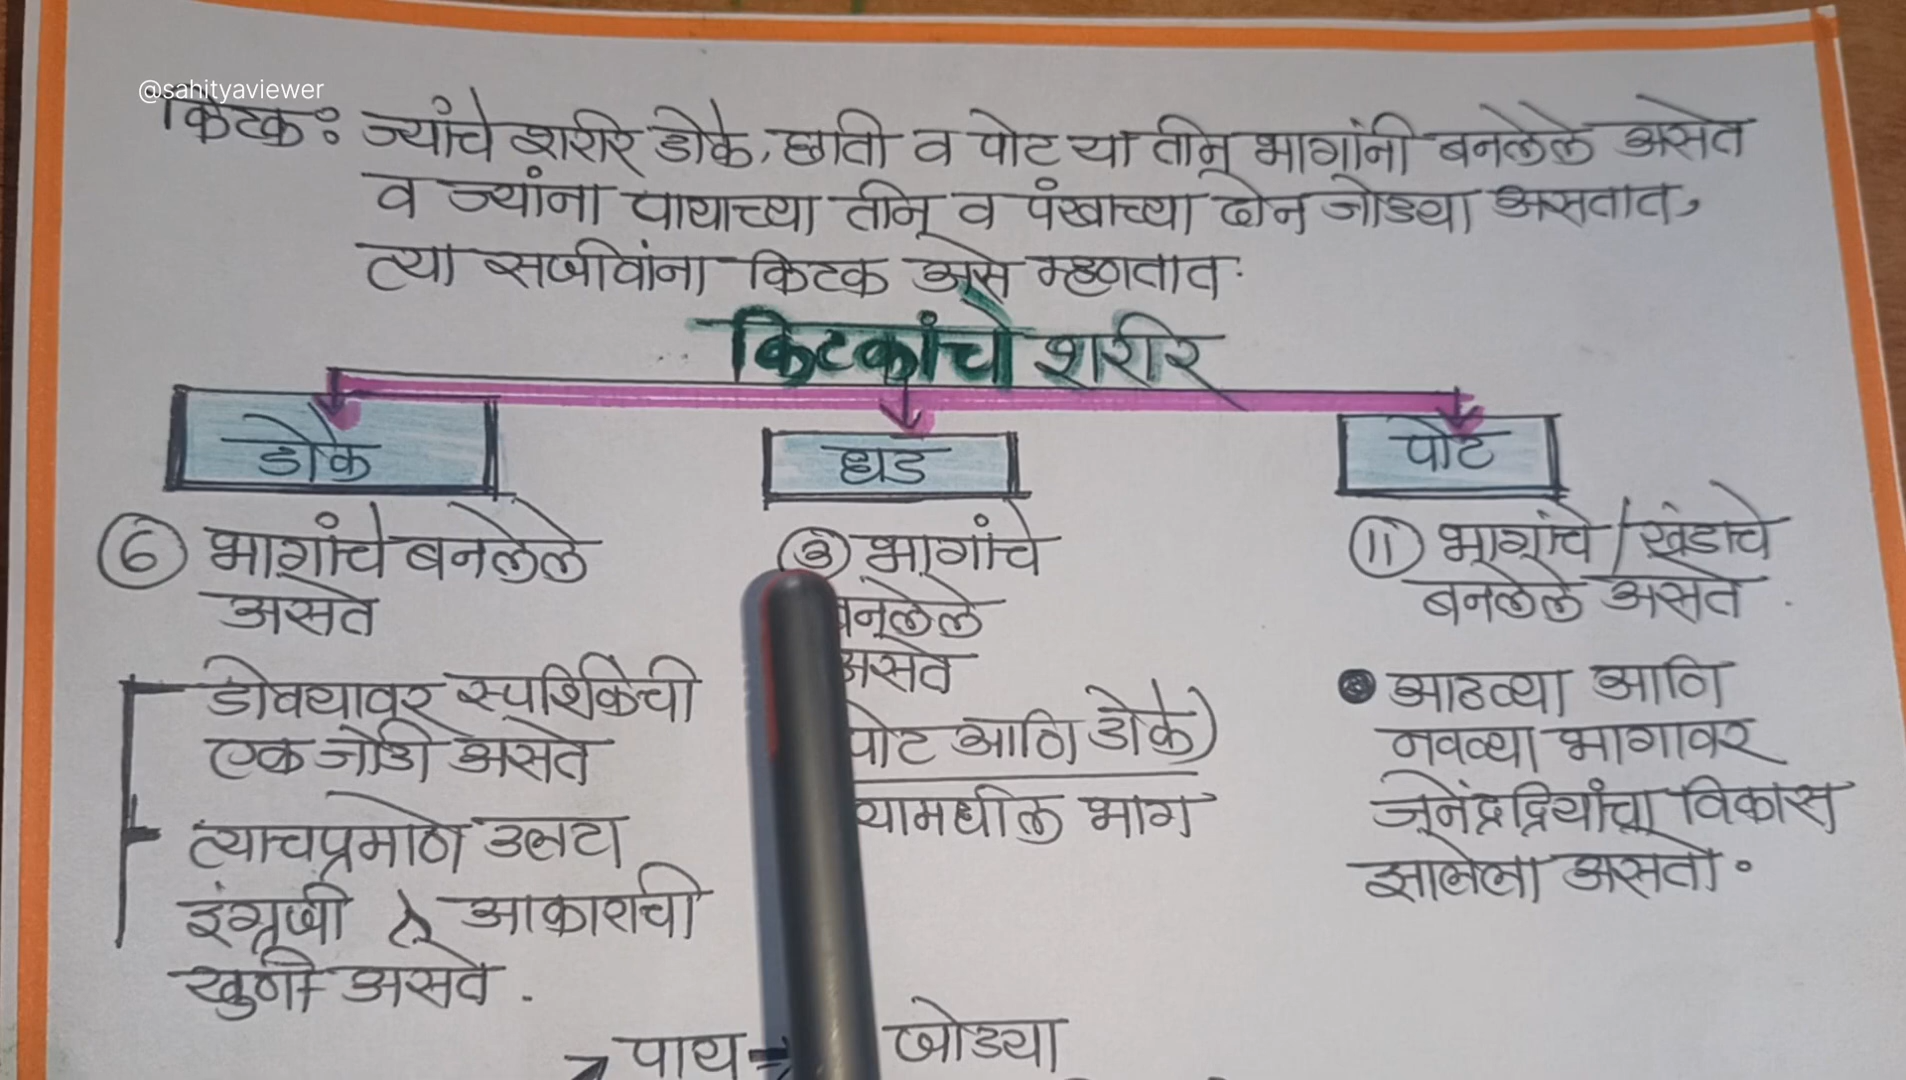 @sahityaviewer
किटक: ज्यांचे शरीर डोके, छाती व पोट या तीन भागांनी बनलेले असते
व ज्यांना पायाच्या तीन व पंखाच्या दोन जोड्या असतात,
त्या सजीवांना किटक असे म्हणतात.
किटकांचे शरीर
डोके
धड
पोट
6 भागांचे बनलेले
असते
डोक्यावर स्पर्शिकेची
एक जोडी असते
त्याचप्रमाणे उलटा
इंग्रजी Y आकाराची
खुण असते.
3 भागांचे
बनलेले
असते
पोट आणि डोके)
यामधील भाग
11 भागांचे / खंडाचे
बनलेले असते.
आठव्या आणि
नवव्या भागावर
जनेंद्रियांचा विकास
झालेला असतो.
पाय
जोड्या